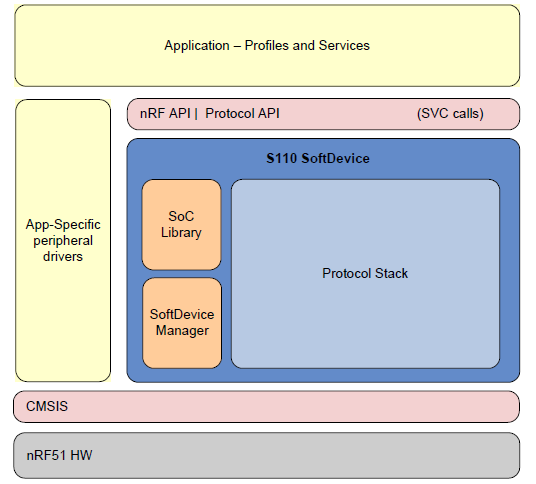 Application – Profiles and Services
nRF API | Protocol API (SVC calls)
S110 SoftDevice
App-Specific
peripheral
drivers
SoC
Library
Protocol Stack
SoftDevice
Manager
CMSIS
nRF51 HW